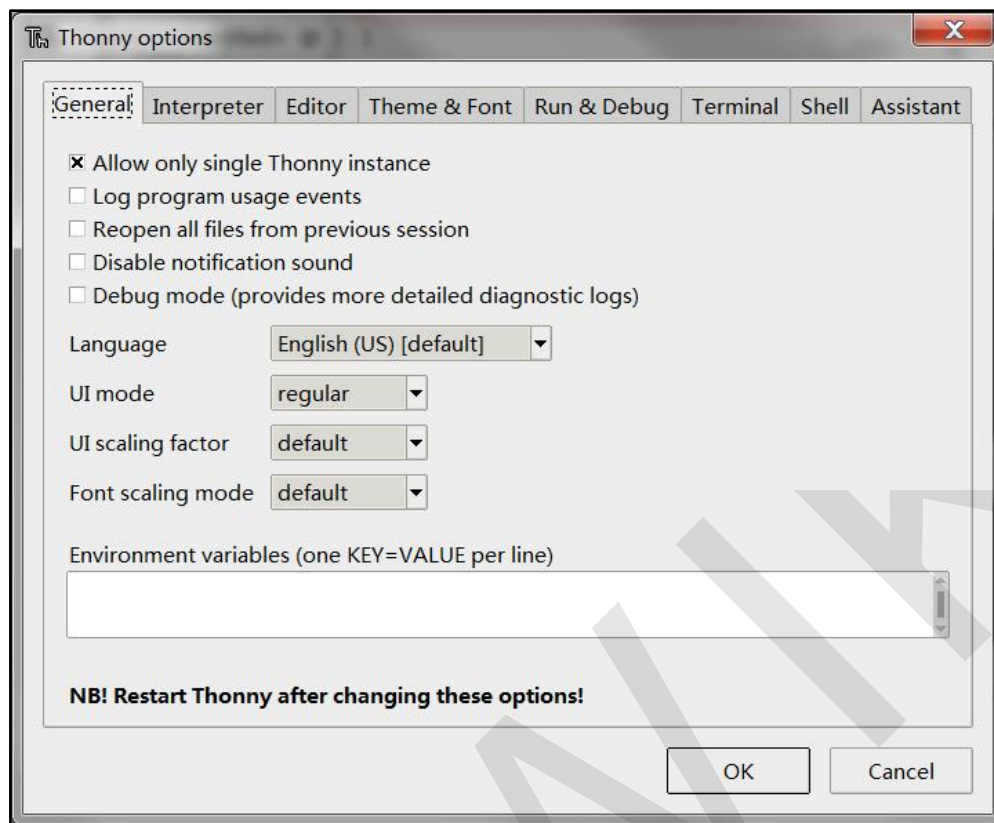 Thonny options
General Interpreter Editor Theme & Font Run & Debug Terminal Shell Assistant
Allow only single Thonny instance
Log program usage events
Reopen all files from previous session
Disable notification sound
Debug mode (provides more detailed diagnostic logs)
Language English (US) [default]
UI mode regular
UI scaling factor default
Font scaling mode default
Environment variables (one KEY=VALUE per line)
NB! Restart Thonny after changing these options!
OK Cancel